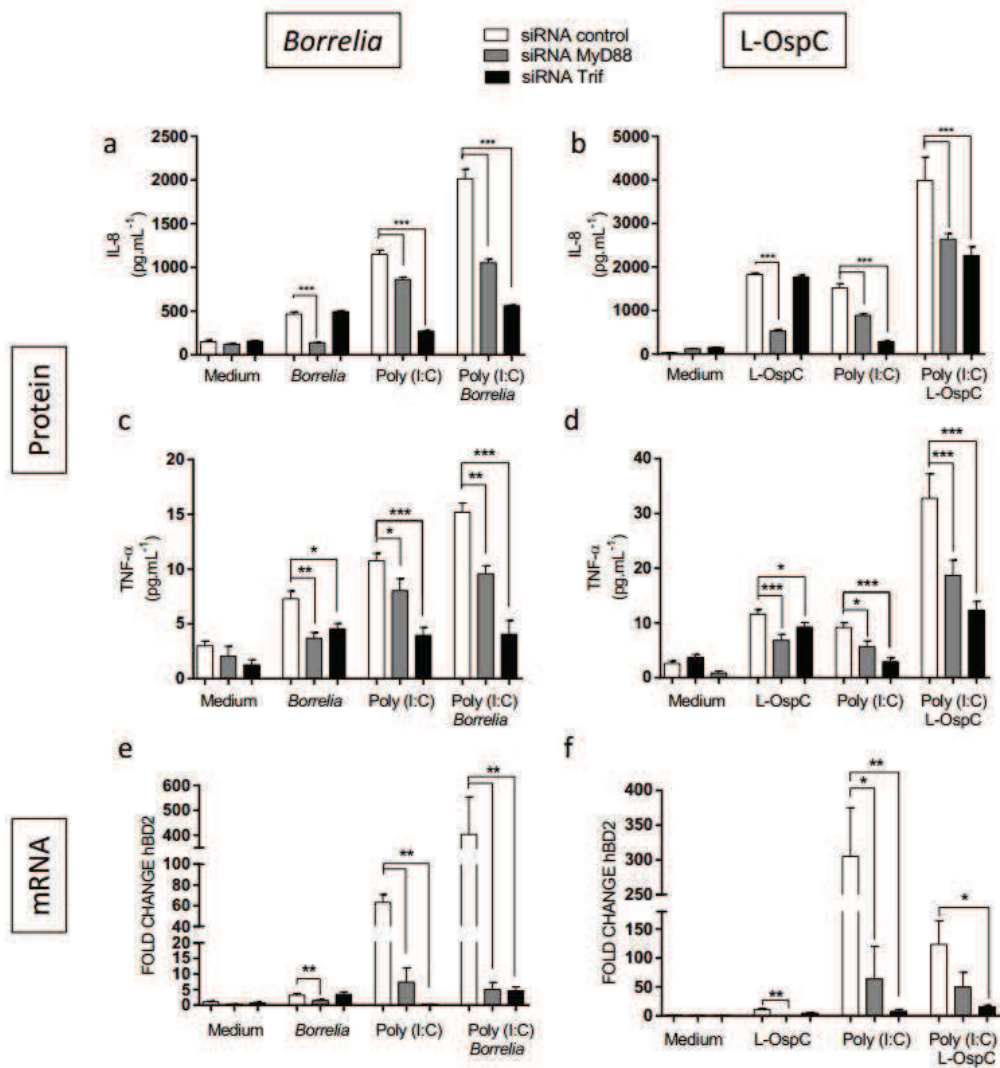 Borrelia
siRNA control
siRNA MyD88
siRNA Trif
L-OspC
Protein
mRNA
a
IL-8
(pg.mL-1)
2500
2000
1500
1000
500
0
***
***
***
Medium
Borrelia
Poly (I:C)
Poly (I:C)
Borrelia
b
IL-8
(pg.mL-1)
5000
4000
3000
2000
1000
0
***
***
***
Medium
L-OspC
Poly (I:C)
Poly (I:C)
L-OspC
c
TNF-α
(pg.mL-1)
20
15
10
5
0
*
**
***
*
***
**
Medium
Borrelia
Poly (I:C)
Poly (I:C)
Borrelia
d
TNF-α
(pg.mL-1)
40
30
20
10
0
*
***
***
*
***
***
Medium
L-OspC
Poly (I:C)
Poly (I:C)
L-OspC
e
FOLD CHANGE hBD2
600
500
400
300
100
80
60
40
20
15
10
5
0
**
**
**
Medium
Borrelia
Poly (I:C)
Poly (I:C)
Borrelia
f
FOLD CHANGE hBD2
400
350
300
250
150
100
50
0
**
**
*
*
Medium
L-OspC
Poly (I:C)
Poly (I:C)
L-OspC